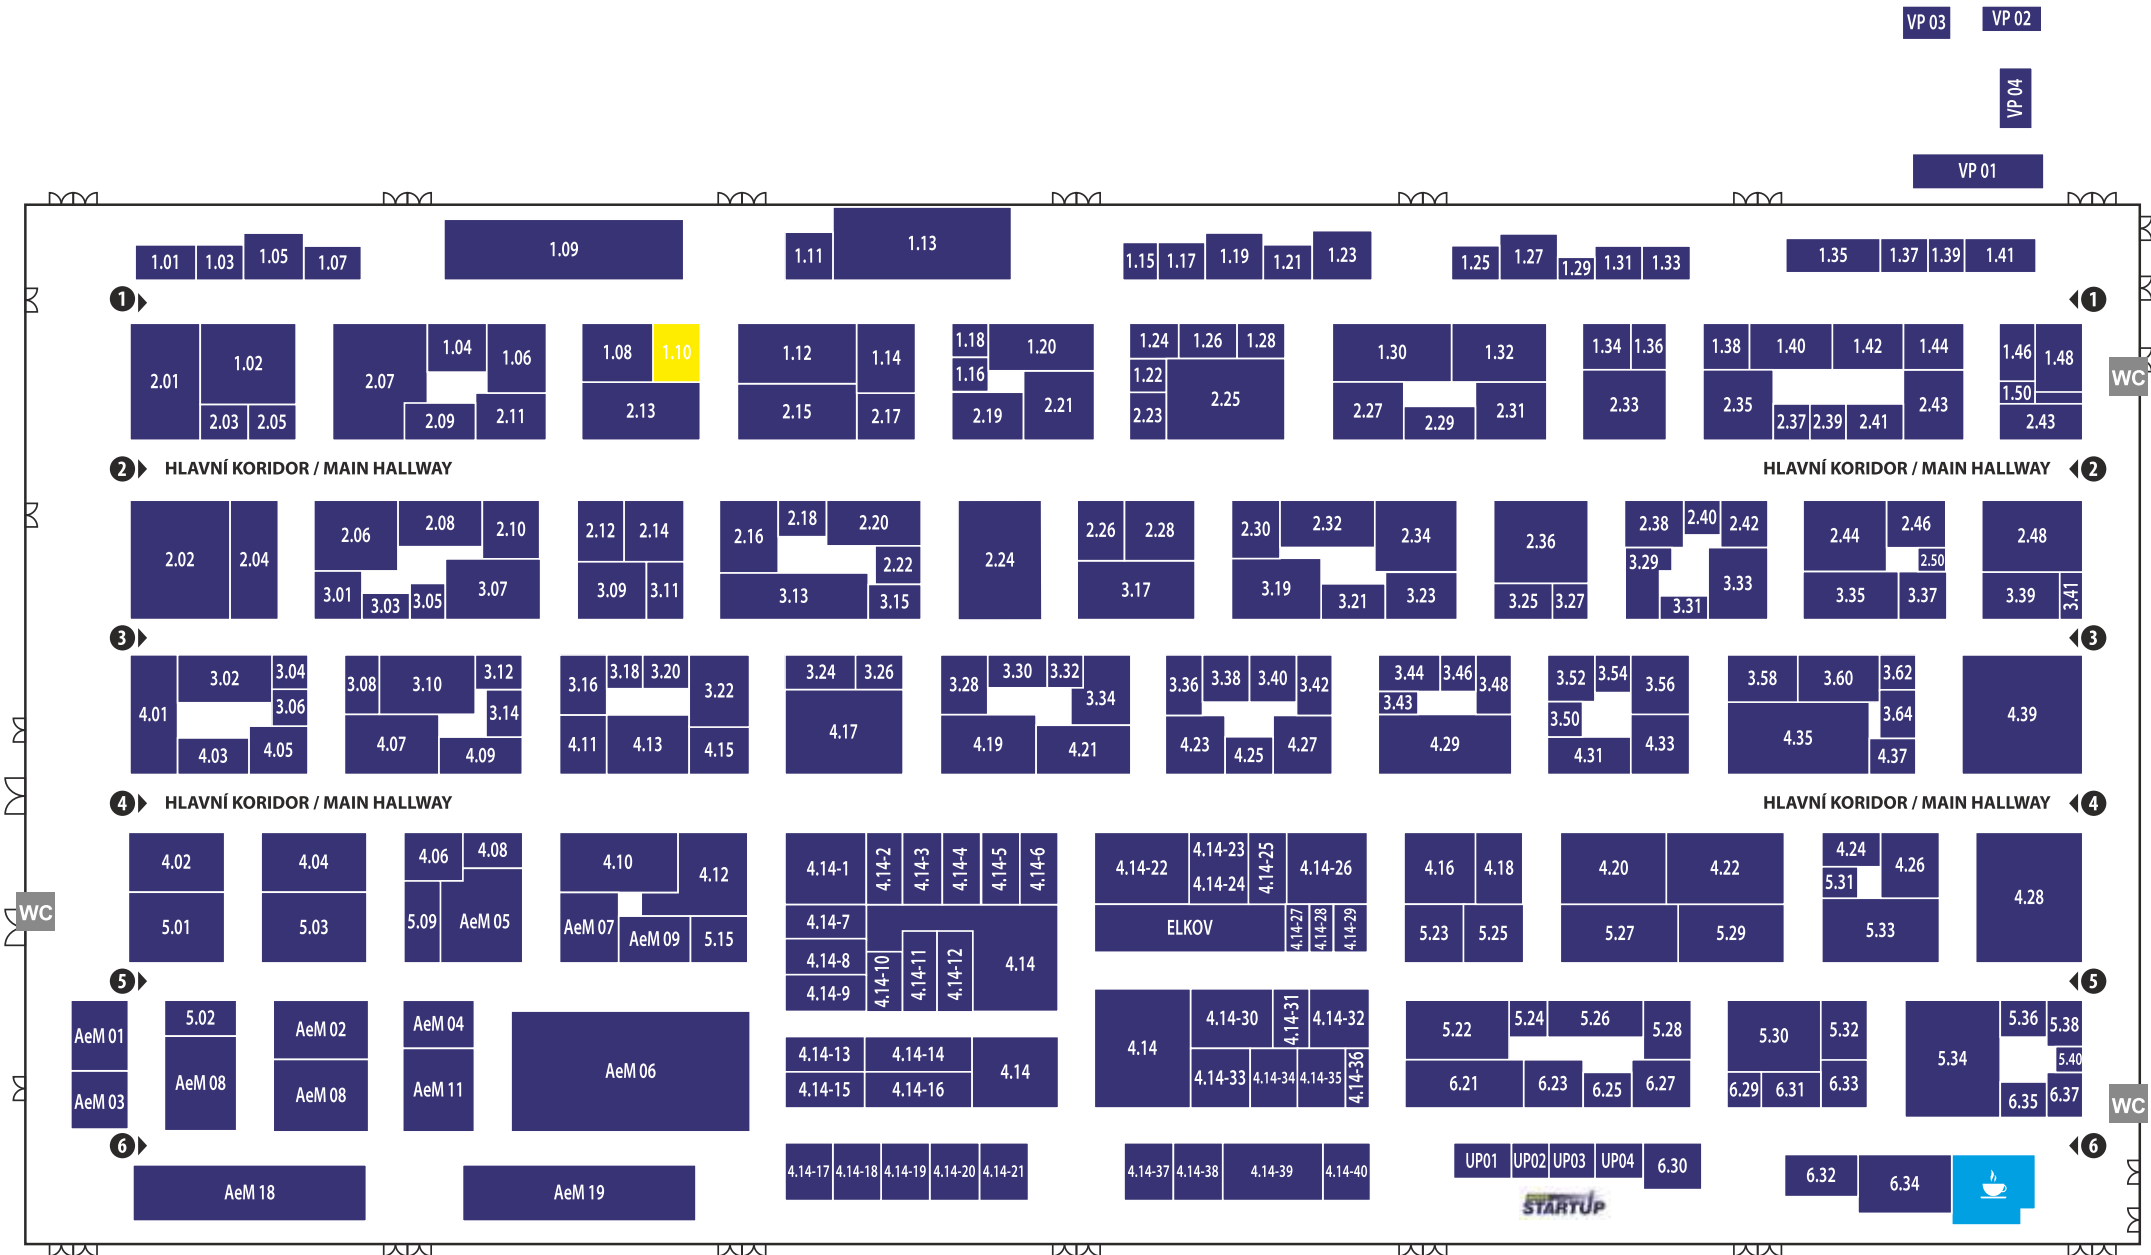 VP 03 VP 02
VP 04
VP 01
1.01 1.03 1.05 1.07 1.09 1.11 1.13 1.15 1.17 1.19 1.21 1.23 1.25 1.27 1.29 1.31 1.33 1.35 1.37 1.39 1.41
1 1
2.01 1.02 2.07 1.04 1.06 1.08 1.10 1.12 1.14 1.18 1.20 1.24 1.26 1.28 1.30 1.32 1.34 1.36 1.38 1.40 1.42 1.44 1.46 1.48
WC
1.16 1.22 1.50
2.03 2.05 2.09 2.11 2.13 2.15 2.17 2.19 2.21 2.23 2.25 2.27 2.29 2.31 2.33 2.35 2.37 2.39 2.41 2.43 2.43
2 HLAVNÍ KORIDOR / MAIN HALLWAY HLAVNÍ KORIDOR / MAIN HALLWAY 2
2.02 2.04 2.06 2.08 2.10 2.12 2.14 2.16 2.18 2.20 2.22 2.24 2.26 2.28 2.30 2.32 2.34 2.36 2.38 2.40 2.42 2.44 2.46 2.50 2.48
3.01 3.03 3.05 3.07 3.09 3.11 3.13 3.15 3.17 3.19 3.21 3.23 3.25 3.27 3.29 3.31 3.33 3.35 3.37 3.39 3.41
3 3
4.01 3.02 3.04 3.06 3.08 3.10 3.12 3.14 3.16 3.18 3.20 3.22 3.24 3.26 3.28 3.30 3.32 3.34 3.36 3.38 3.40 3.42 3.44 3.46 3.48 3.43 3.52 3.54 3.56 3.50 3.58 3.60 3.62 3.64 4.39
4.03 4.05 4.07 4.09 4.11 4.13 4.15 4.17 4.19 4.21 4.23 4.25 4.27 4.29 4.31 4.33 4.35 4.37
4 HLAVNÍ KORIDOR / MAIN HALLWAY HLAVNÍ KORIDOR / MAIN HALLWAY 4
4.02 4.04 4.06 4.08 4.10 4.12 4.14-1 4.14-2 4.14-3 4.14-4 4.14-5 4.14-6 4.14-22 4.14-23 4.14-24 4.14-25 4.14-26 4.16 4.18 4.20 4.22 4.24 4.26 5.31 4.28
WC
5.01 5.03 5.09 AeM 05 AeM 07 AeM 09 5.15 4.14-7 4.14-8 4.14-9 4.14-10 4.14-11 4.14-12 4.14 ELKOV 4.14-27 4.14-28 4.14-29 5.23 5.25 5.27 5.29 5.33
5 5
AeM 01 5.02 AeM 02 AeM 04 AeM 06 4.14-13 4.14-14 4.14 4.14 4.14-30 4.14-31 4.14-32 5.22 5.24 5.26 5.28 5.30 5.32 5.34 5.36 5.38 5.40
AeM 03 AeM 08 AeM 08 AeM 11 4.14-15 4.14-16 4.14-33 4.14-34 4.14-35 4.14-36 6.21 6.23 6.25 6.27 6.29 6.31 6.33 6.35 6.37
WC
6 6
AeM 18 AeM 19 4.14-17 4.14-18 4.14-19 4.14-20 4.14-21 4.14-37 4.14-38 4.14-39 4.14-40 UP01 UP02 UP03 UP04 6.30 6.32 6.34
STARTUP